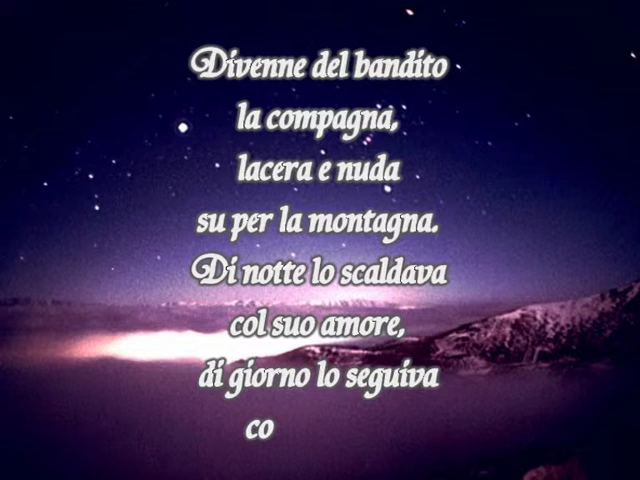 Divenne del bandito
la compagna,
lacera e nuda
su per la montagna.
Di notte lo scaldava
col suo amore,
di giorno lo seguiva
co